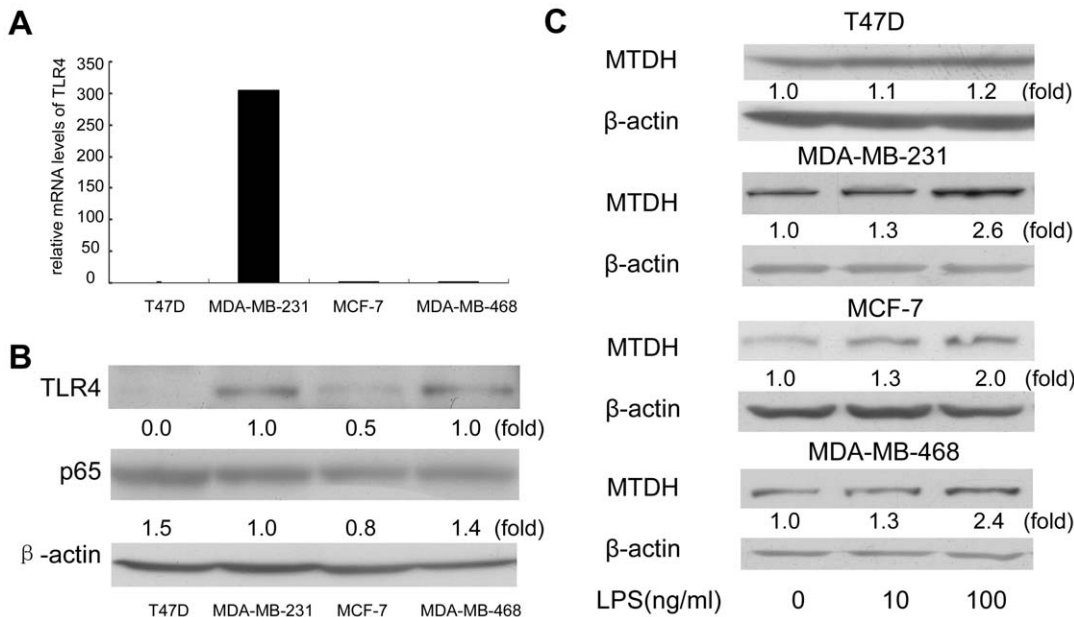 A
relative mRNA levels of TLR4
350
300
250
200
150
100
50
0
T47D MDA-MB-231 MCF-7 MDA-MB-468
B
TLR4
0.0 1.0 0.5 1.0 (fold)
p65
1.5 1.0 0.8 1.4 (fold)
β-actin
T47D MDA-MB-231 MCF-7 MDA-MB-468
C
T47D
MTDH
1.0 1.1 1.2 (fold)
β-actin
MDA-MB-231
MTDH
1.0 1.3 2.6 (fold)
β-actin
MCF-7
MTDH
1.0 1.3 2.0 (fold)
β-actin
MDA-MB-468
MTDH
1.0 1.3 2.4 (fold)
β-actin
LPS(ng/ml) 0 10 100